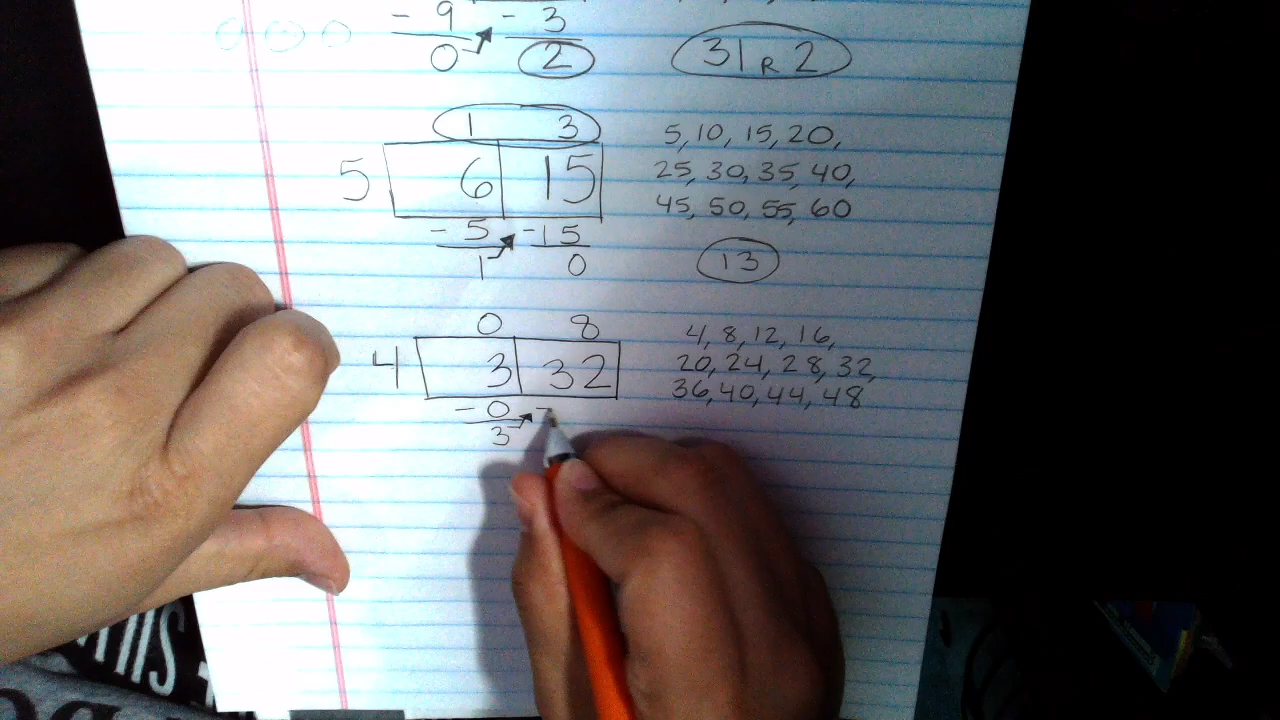 - 9 - 3
0 2 31 R 2
1 3
5 6 15
5, 10, 15, 20,
25, 30, 35, 40,
45, 50, 55, 60
- 5 -15
1 0
13
0 8
4 3 32
4, 8, 12, 16,
20, 24, 28, 32,
36, 40, 44, 48
- 0 -
3